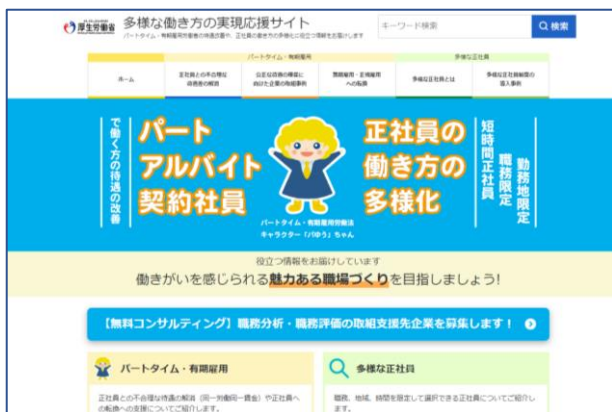 厚生労働省
多様な働き方の実現応援サイト
パートタイム・有期雇用労働者の待遇改善や、正社員の働き方の多様化に役立つ情報をお届けします
キーワード検索
検索
パートタイム・有期雇用
多様な正社員
ホーム
正社員との不合理な
待遇差の解消
公正な待遇の確保に
向けた企業の取組事例
無期雇用・正規雇用
への転換
多様な正社員とは
多様な正社員制度の
導入事例
で働く方の待遇の改善
パート
アルバイト
契約社員
パートタイム・有期雇用労働法
キャラクター「パゆう」ちゃん
正社員の
働き方の
多様化
短時間正社員
職務限定
勤務地限定
役立つ情報をお届けしています
働きがいを感じられる魅力ある職場づくりを目指しましょう!
【無料コンサルティング】職務分析・職務評価の取組支援先企業を募集します！
パートタイム・有期雇用
正社員との不合理な待遇の解消（同一労働同一賃金）や正社員へ
の転換への支援についてご紹介します。
多様な正社員
職務、地域、時間を限定して選択できる正社員についてご紹介し
ます。